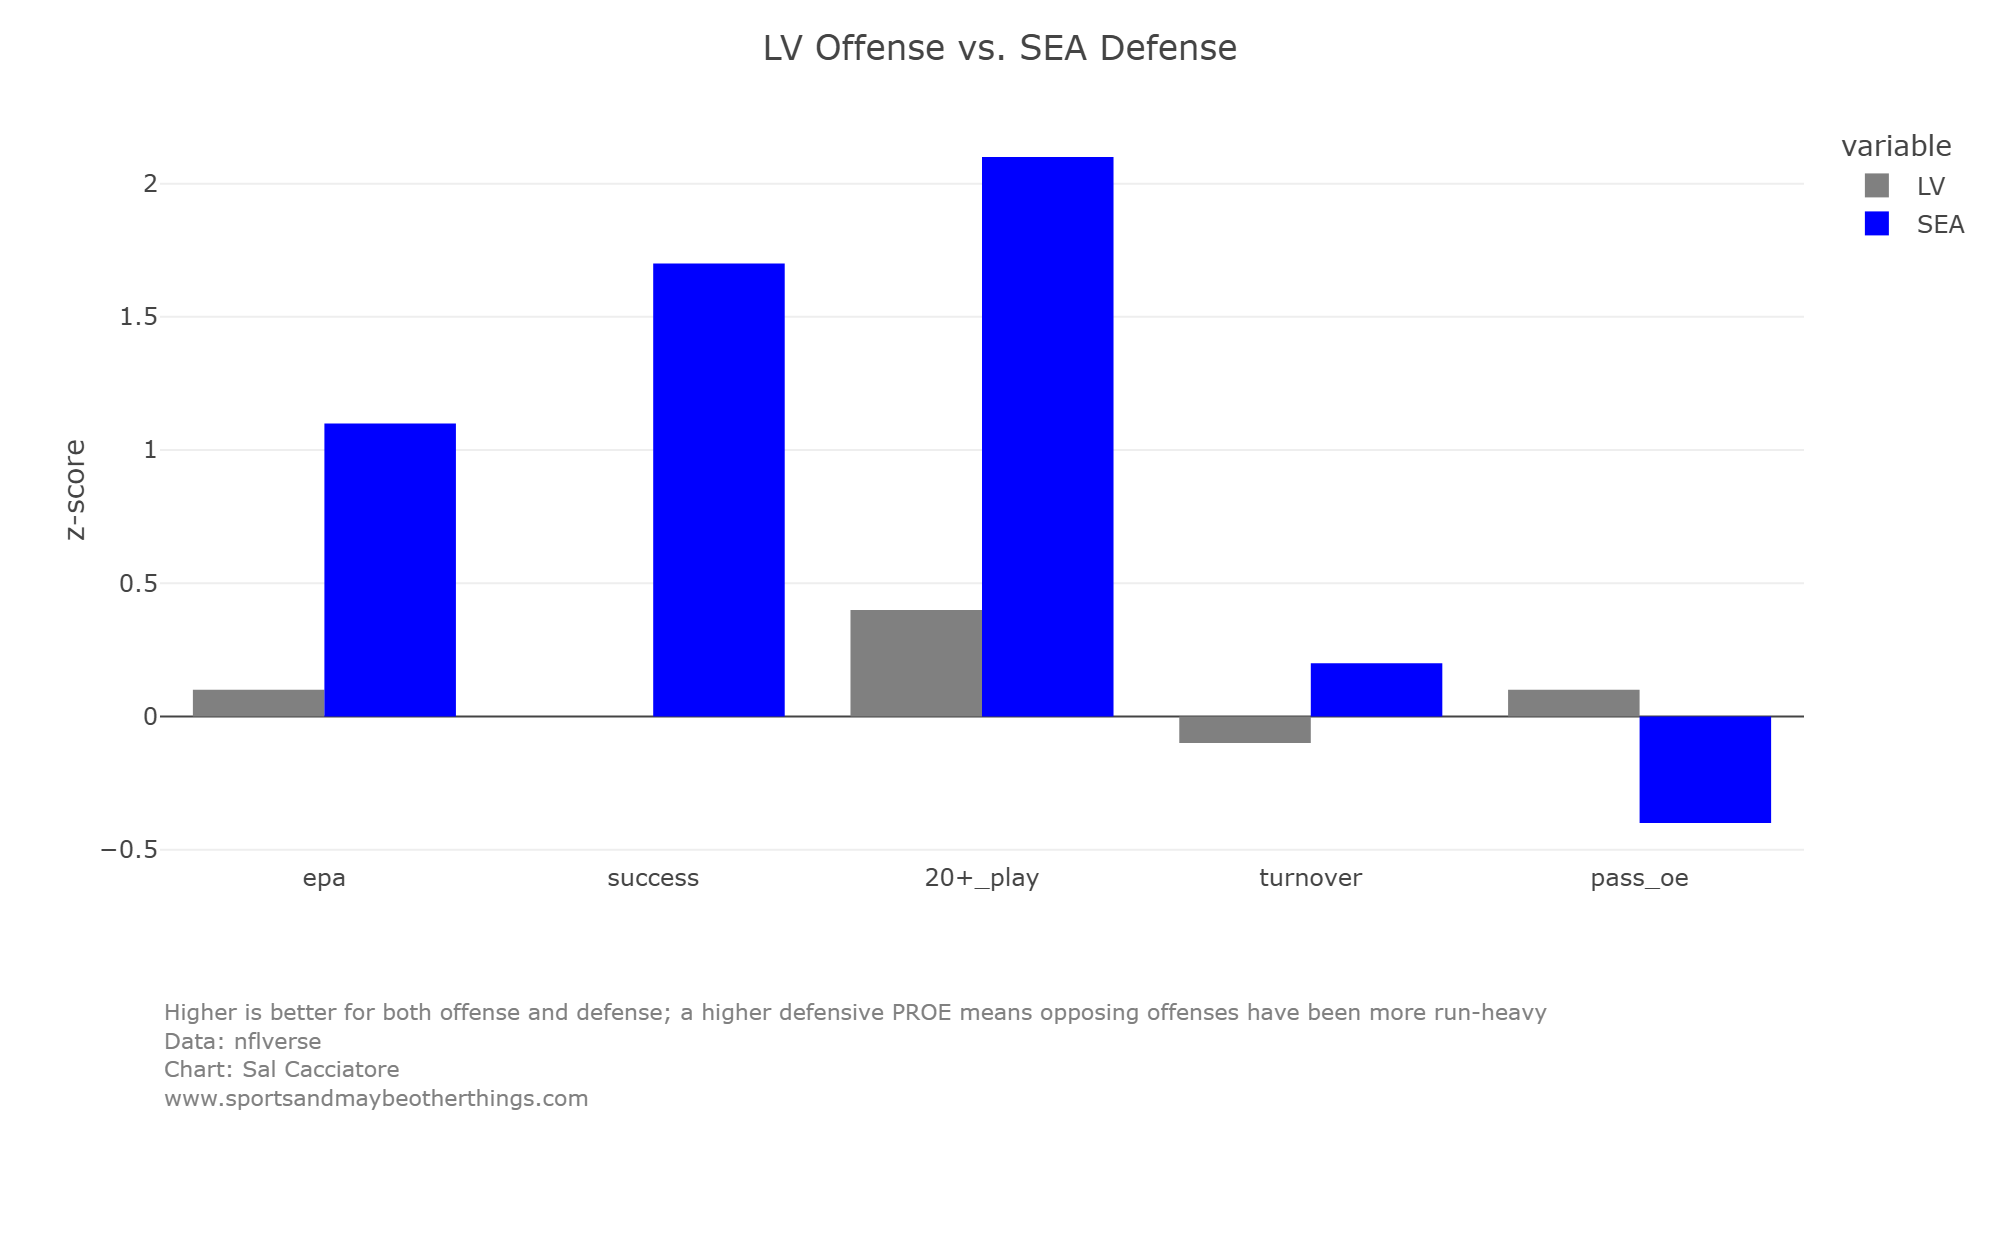 LV Offense vs. SEA Defense
variable
LV
SEA
2
1.5
1
0.5
0
−0.5
z-score
epa
success
20+_play
turnover
pass_oe
Higher is better for both offense and defense; a higher defensive PROE means opposing offenses have been more run-heavy
Data: nflverse
Chart: Sal Cacciatore
www.sportsandmaybeotherthings.com